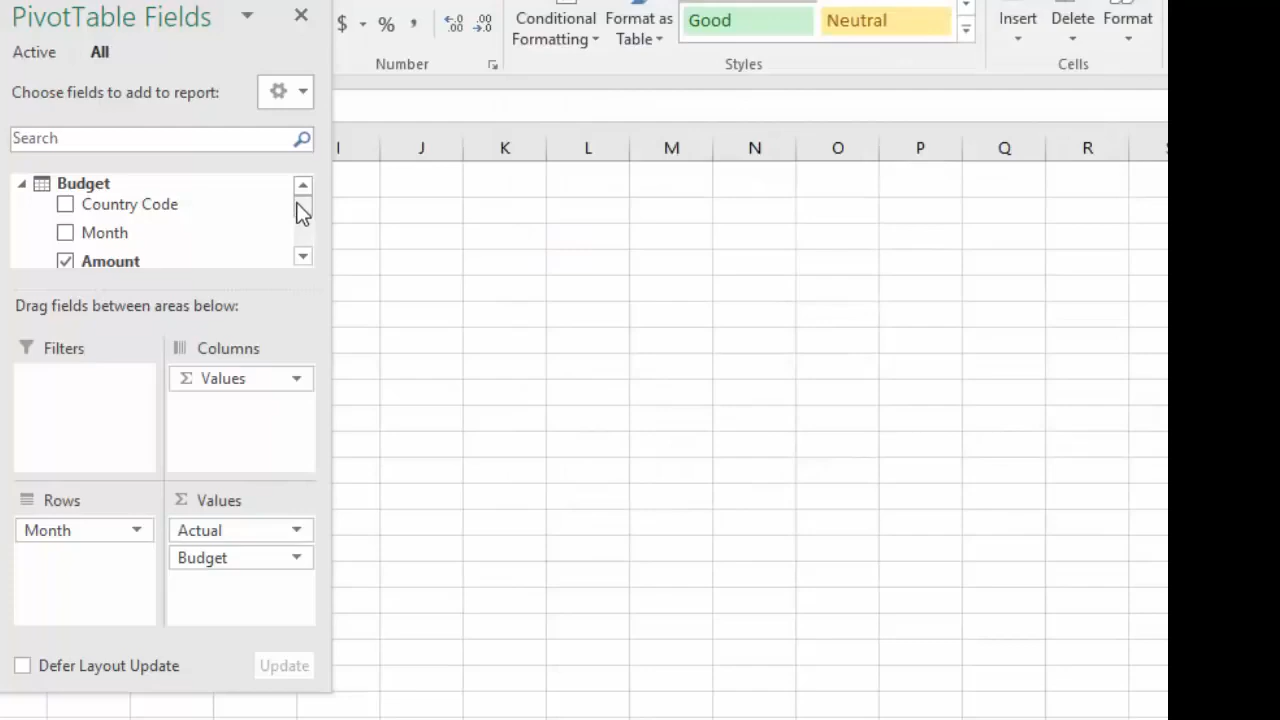 PivotTable Fields
Active All
Choose fields to add to report:
Search
Budget
Country Code
Month
Amount
Drag fields between areas below:
Filters
Columns
Σ Values
Rows
Σ Values
Month
Actual
Budget
Defer Layout Update
Update
$ % , .00 .00
Number
Conditional
Formatting
Format as
Table
Good
Neutral
Styles
Insert Delete Format
Cells
I J K L M N O P Q R